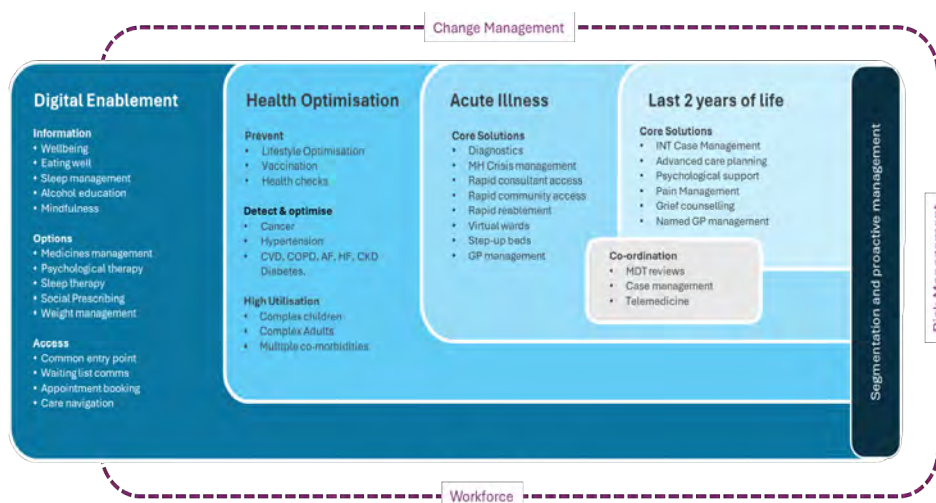 Change Management
Digital Enablement
Information
• Wellbeing
• Eating well
• Sleep management
• Alcohol education
• Mindfulness
Options
• Medicines management
• Psychological therapy
• Sleep therapy
• Social Prescribing
• Weight management
Access
• Common entry point
• Waiting list comms
• Appointment booking
• Care navigation
Health Optimisation
Prevent
• Lifestyle Optimisation
• Vaccination
• Health checks
Detect & optimise
• Cancer
• Hypertension
• CVD, COPD, AF, HF, CKD
Diabetes.
High Utilisation
• Complex children
• Complex Adults
• Multiple co-morbidities
Acute Illness
Core Solutions
• Diagnostics
• MH Crisis management
• Rapid consultant access
• Rapid community access
• Rapid reablement
• Virtual wards
• Step-up beds
• GP management
Last 2 years of life
Core Solutions
• INT Case Management
• Advanced care planning
• Psychological support
• Pain Management
• Grief counselling
• Named GP management
Co-ordination
• MDT reviews
• Case management
• Telemedicine
Segmentation and proactive management
Workforce